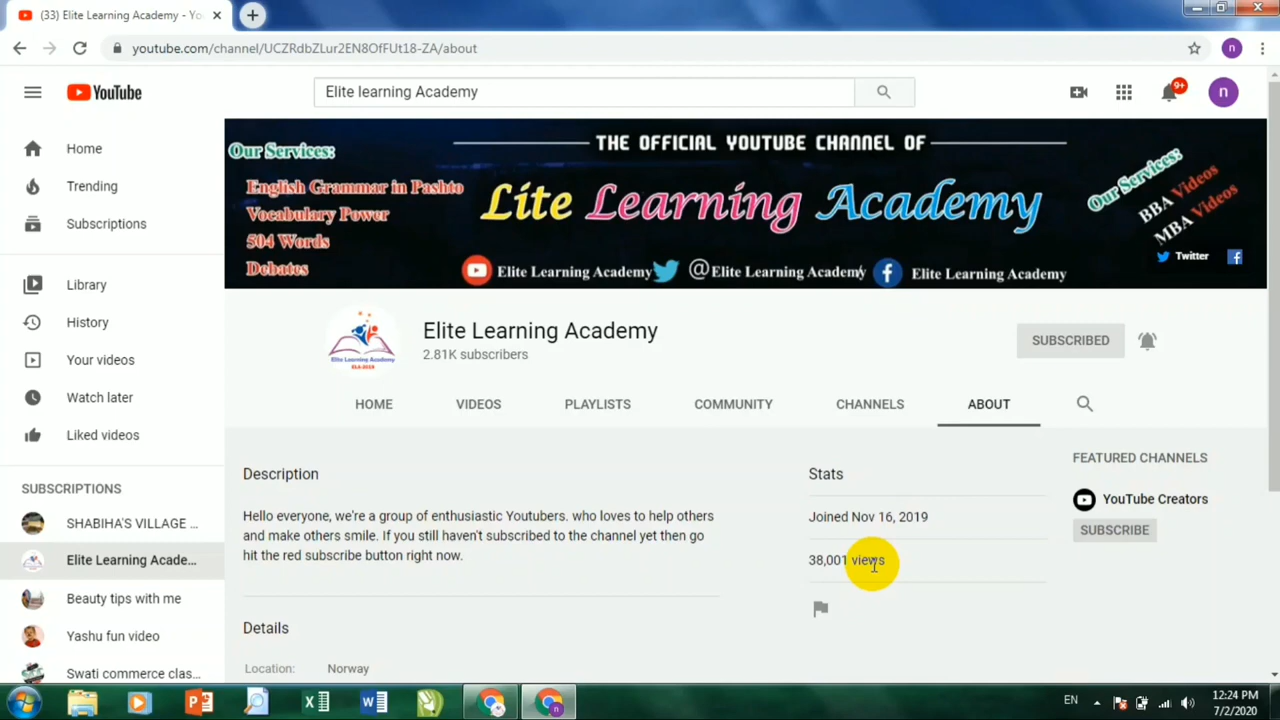 (33) Elite Learning Academy - Yo
youtube.com/channel/UCZRdbZLur2EN8OfFUt18-ZA/about
n
YouTube
Elite learning Academy
9+
n
Home
Trending
Subscriptions
Library
History
Your videos
Watch later
Liked videos
SUBSCRIPTIONS
SHABIHA'S VILLAGE ...
Elite Learning Acade...
Beauty tips with me
Yashu fun video
Swati commerce clas...
THE OFFICIAL YOUTUBE CHANNEL OF
Our Services:
English Grammar in Pashto
Vocabulary Power
504 Words
Debates
Lite Learning Academy
Elite Learning Academy
@Elite Learning Academy
Elite Learning Academy
Our Services:
BBA Videos
MBA Videos
Twitter
Elite Learning Academy
ELA-2019
Elite Learning Academy
2.81K subscribers
SUBSCRIBED
HOME
VIDEOS
PLAYLISTS
COMMUNITY
CHANNELS
ABOUT
Description
Hello everyone, we're a group of enthusiastic Youtubers. who loves to help others
and make others smile. If you still haven't subscribed to the channel yet then go
hit the red subscribe button right now.
Details
Location: Norway
Stats
Joined Nov 16, 2019
38,001 views
FEATURED CHANNELS
YouTube Creators
SUBSCRIBE
EN
12:24 PM
7/2/2020